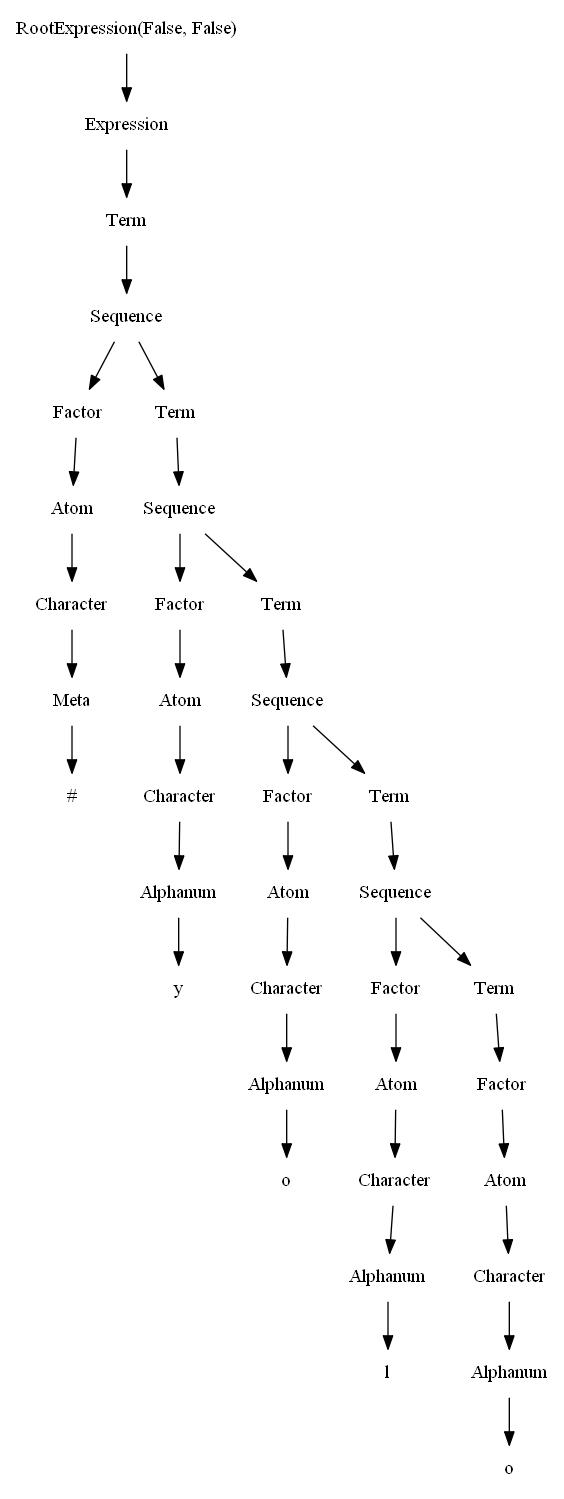 RootExpression(False, False)
Expression
Term
Sequence
Factor Term
Atom Sequence
Character Factor Term
Meta Atom Sequence
# Character Factor Term
Alphanum Atom Sequence
y Character Factor Term
Alphanum Atom Factor
o Character Atom
Alphanum Character
l Alphanum
o